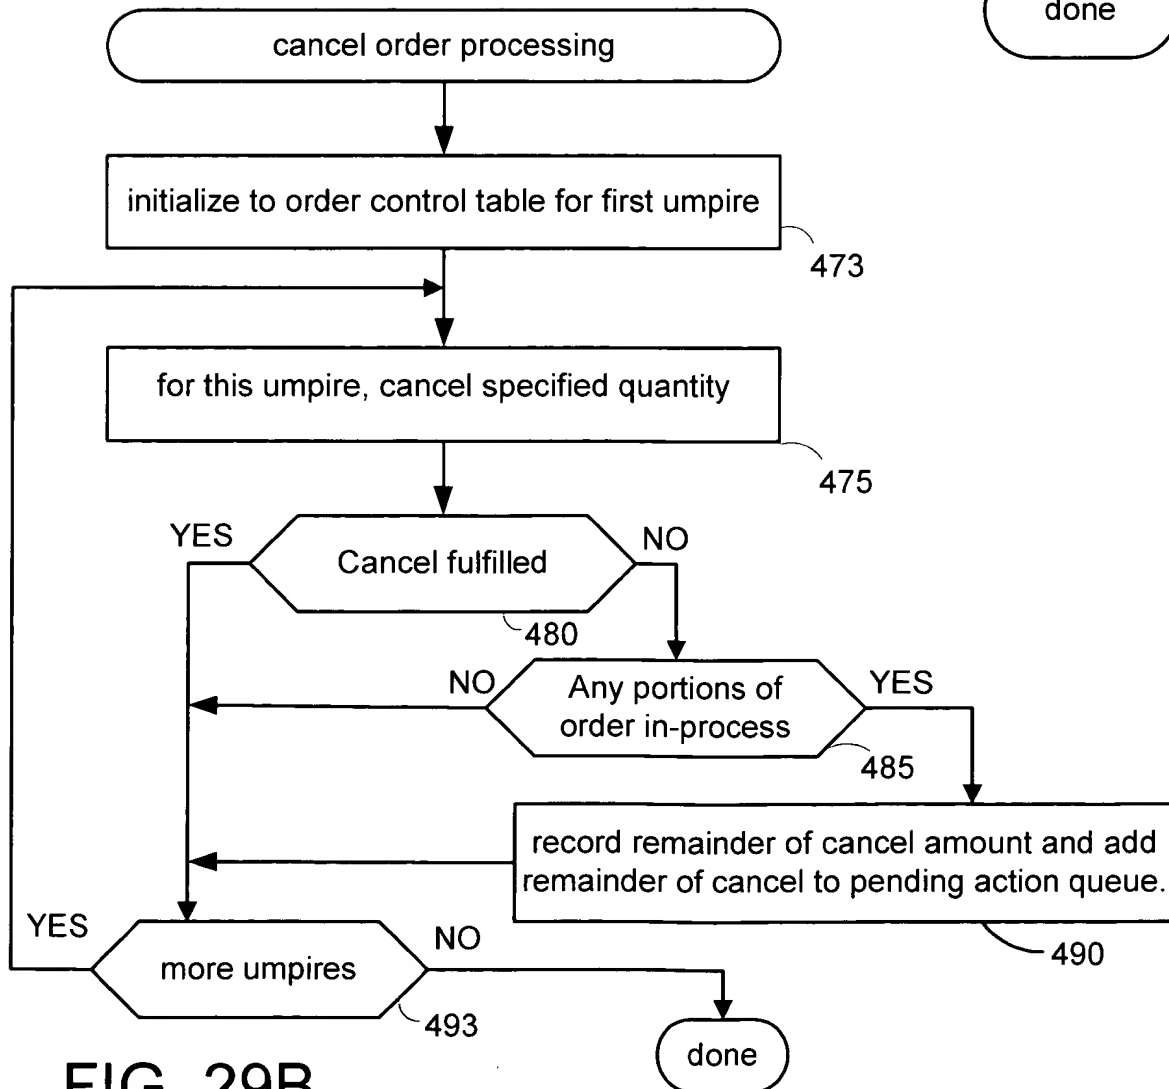 done
cancel order processing
initialize to order control table for first umpire
473
for this umpire, cancel specified quantity
475
YES
NO
Cancel fulfilled
480
NO
Any portions of
order in-process
YES
485
record remainder of cancel amount and add
remainder of cancel to pending action queue.
490
YES
more umpires
NO
493
done
FIG. 29B